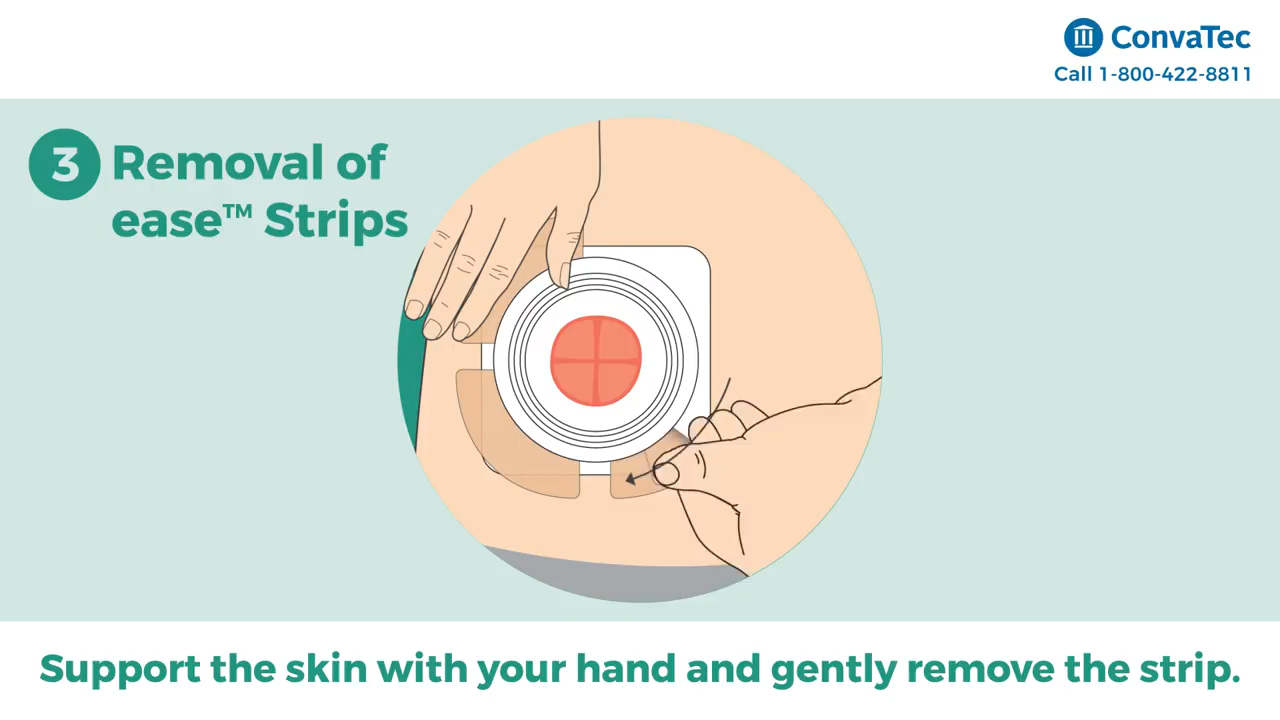 ConvaTec
Call 1-800-422-8811
3 Removal of
ease™ Strips
Support the skin with your hand and gently remove the strip.